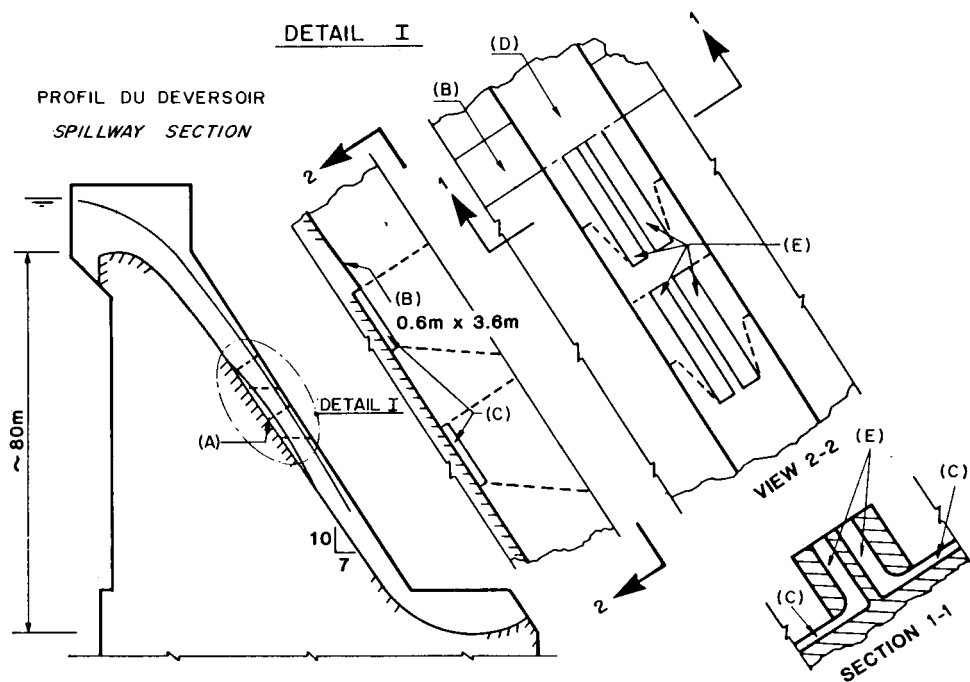 DETAIL I
PROFIL DU DEVERSOIR
SPILLWAY SECTION
(D)
(B)
1
2
1
(E)
(B)
0.6m x 3.6m
DETAIL I
(C)
(A)
~80m
10
7
VIEW 2-2
(E)
(C)
(C)
2
SECTION 1-1